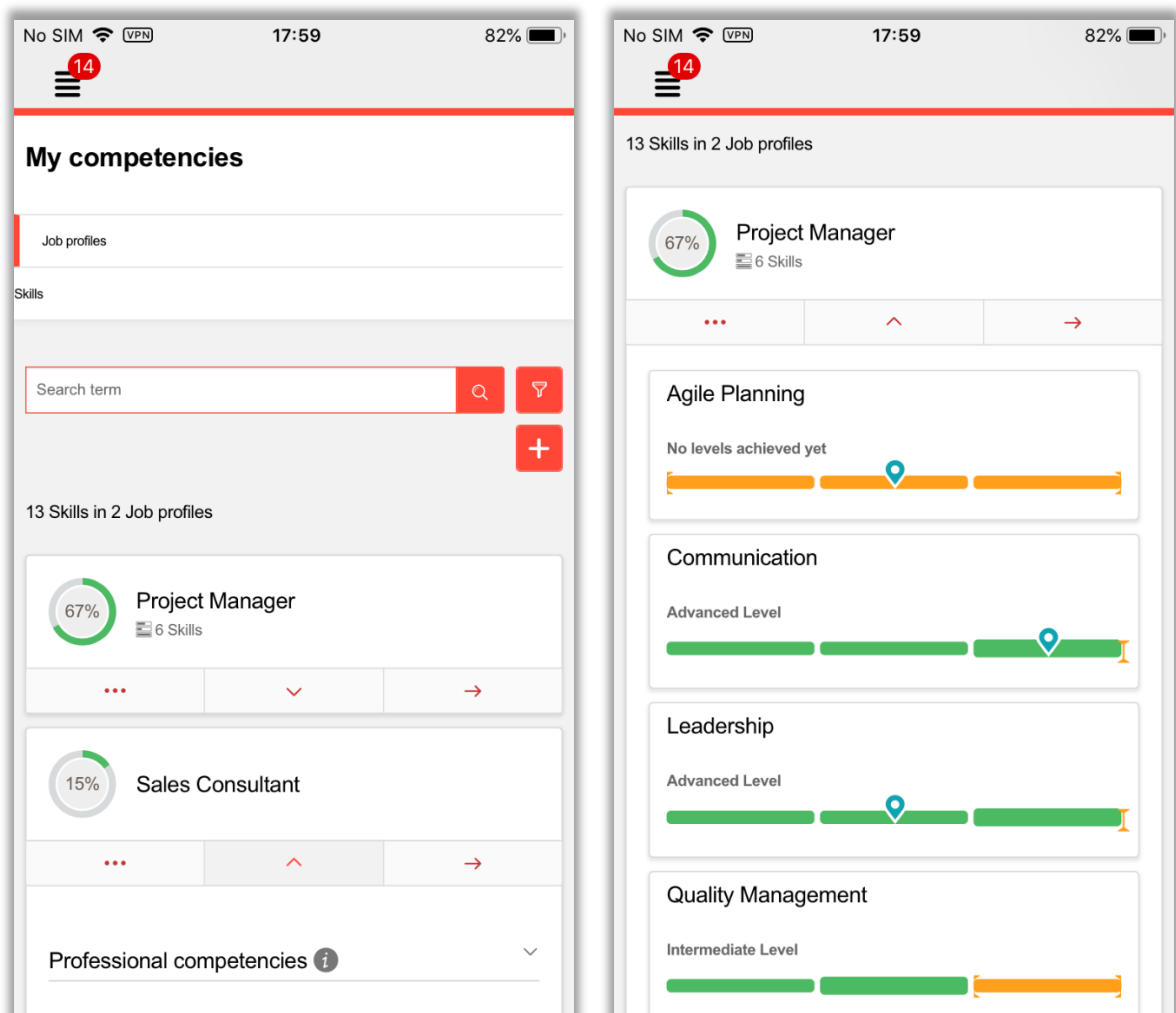 No SIM VPN 17:59 82%
14
My competencies
Job profiles
Skills
Search term
13 Skills in 2 Job profiles
67%
Project Manager
6 Skills
15%
Sales Consultant
Professional competencies i
No SIM VPN 17:59 82%
14
13 Skills in 2 Job profiles
67%
Project Manager
6 Skills
Agile Planning
No levels achieved yet
Communication
Advanced Level
Leadership
Advanced Level
Quality Management
Intermediate Level